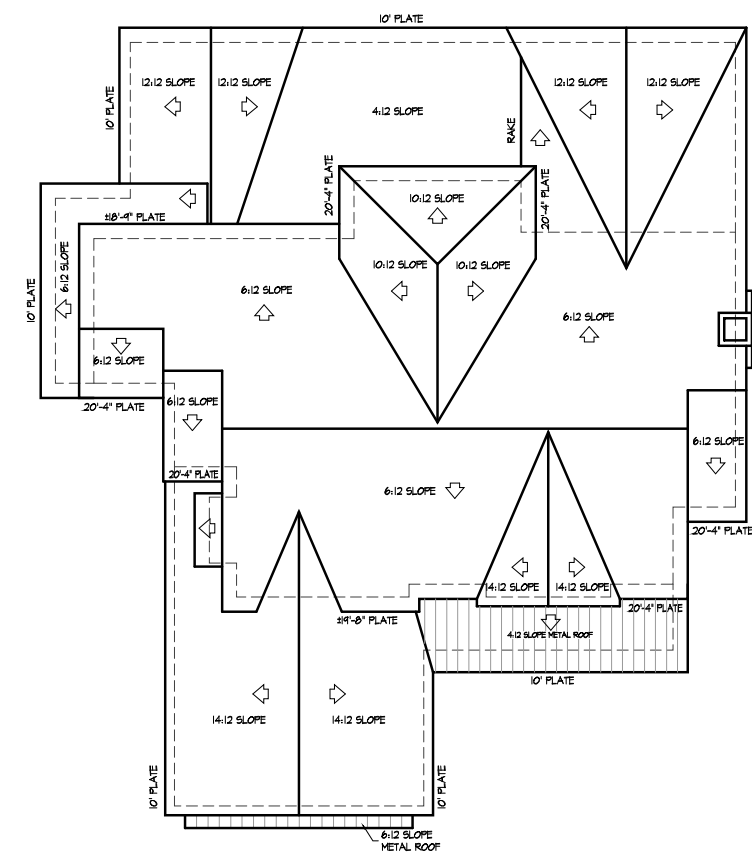 10' PLATE
12:12 SLOPE
12:12 SLOPE
12:12 SLOPE
12:12 SLOPE
10' PLATE
4:12 SLOPE
RAKE
20'-4" PLATE
10:12 SLOPE
20'-4" PLATE
±18'-9" PLATE
6:12 SLOPE
10' PLATE
10:12 SLOPE
10:12 SLOPE
6:12 SLOPE
6:12 SLOPE
6:12 SLOPE
20'-4" PLATE
6:12 SLOPE
6:12 SLOPE
20'-4" PLATE
6:12 SLOPE
20'-4" PLATE
14:12 SLOPE
14:12 SLOPE
20'-4" PLATE
±19'-8" PLATE
4:12 SLOPE METAL ROOF
10' PLATE
14:12 SLOPE
14:12 SLOPE
10' PLATE
10' PLATE
6:12 SLOPE
METAL ROOF